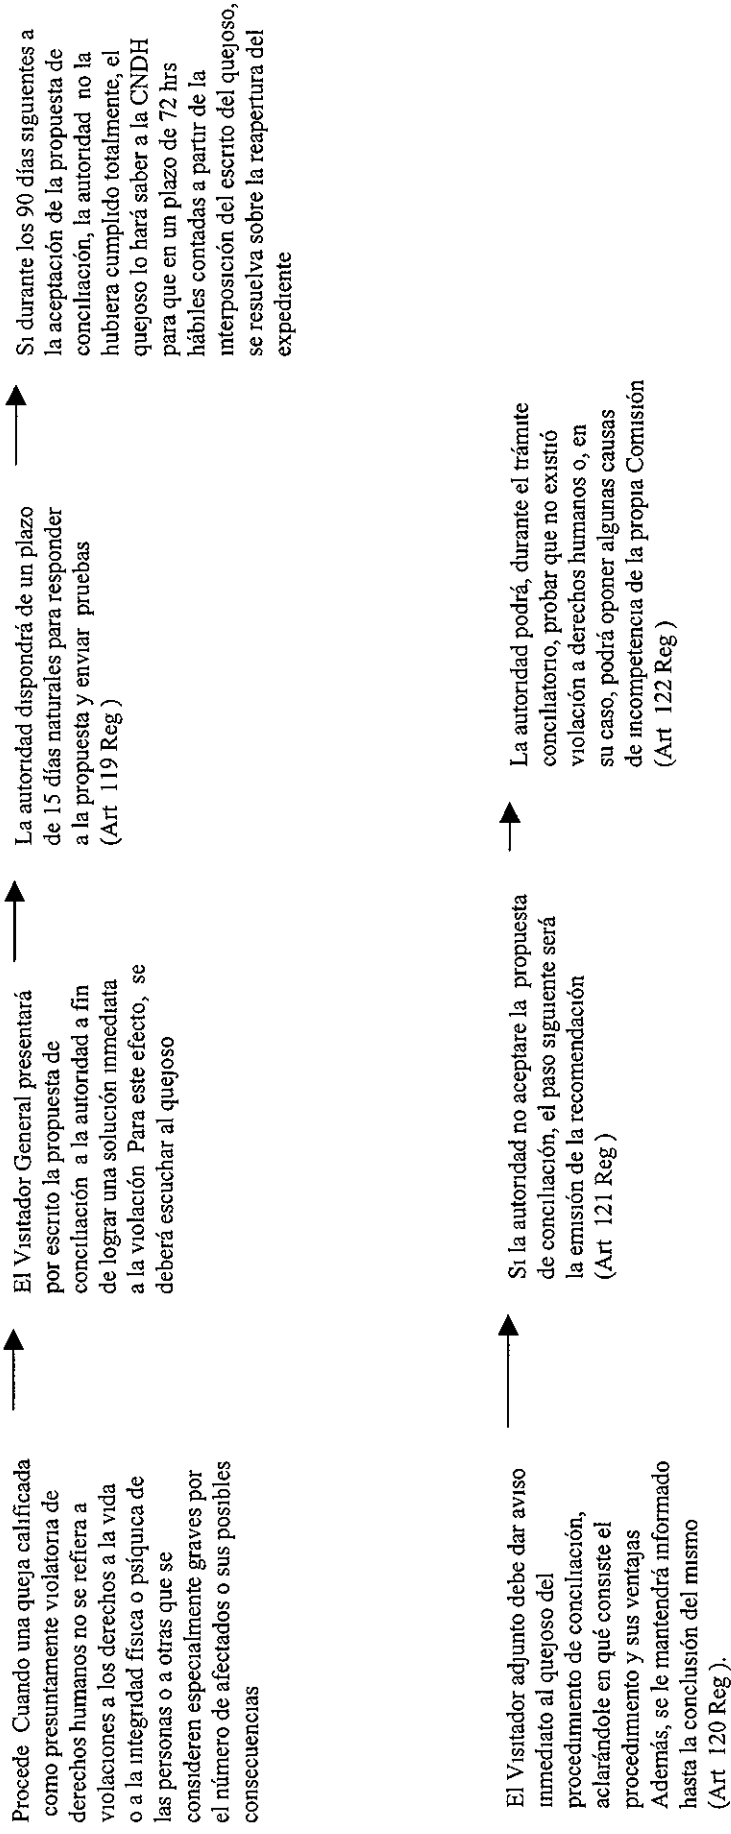 Procede Cuando una queja calificada
como presuntamente violatoria de
derechos humanos no se refiera a
violaciones a los derechos a la vida
o a la integridad física o psíquica de
las personas o a otras que se
consideren especialmente graves por
el número de afectados o sus posibles
consecuencias
El Visitador General presentará
por escrito la propuesta de
conciliación a la autoridad a fin
de lograr una solución inmediata
a la violación Para este efecto, se
deberá escuchar al quejoso
La autoridad dispondrá de un plazo
de 15 días naturales para responder
a la propuesta y enviar pruebas
(Art 119 Reg )
Si durante los 90 días siguientes a
la aceptación de la propuesta de
conciliación, la autoridad no la
hubiera cumplido totalmente, el
quejoso lo hará saber a la CNDH
para que en un plazo de 72 hrs
hábiles contadas a partir de la
interposición del escrito del quejoso,
se resuelva sobre la reapertura del
expediente
El Visitador adjunto debe dar aviso
inmediato al quejoso del
procedimiento de conciliación,
aclarándole en qué consiste el
procedimiento y sus ventajas
Además, se le mantendrá informado
hasta la conclusión del mismo
(Art 120 Reg ).
Si la autoridad no aceptare la propuesta
de conciliación, el paso siguiente será
la emisión de la recomendación
(Art 121 Reg )
La autoridad podrá, durante el trámite
conciliatorio, probar que no existió
violación a derechos humanos o, en
su caso, podrá oponer algunas causas
de incompetencia de la propia Comisión
(Art 122 Reg )